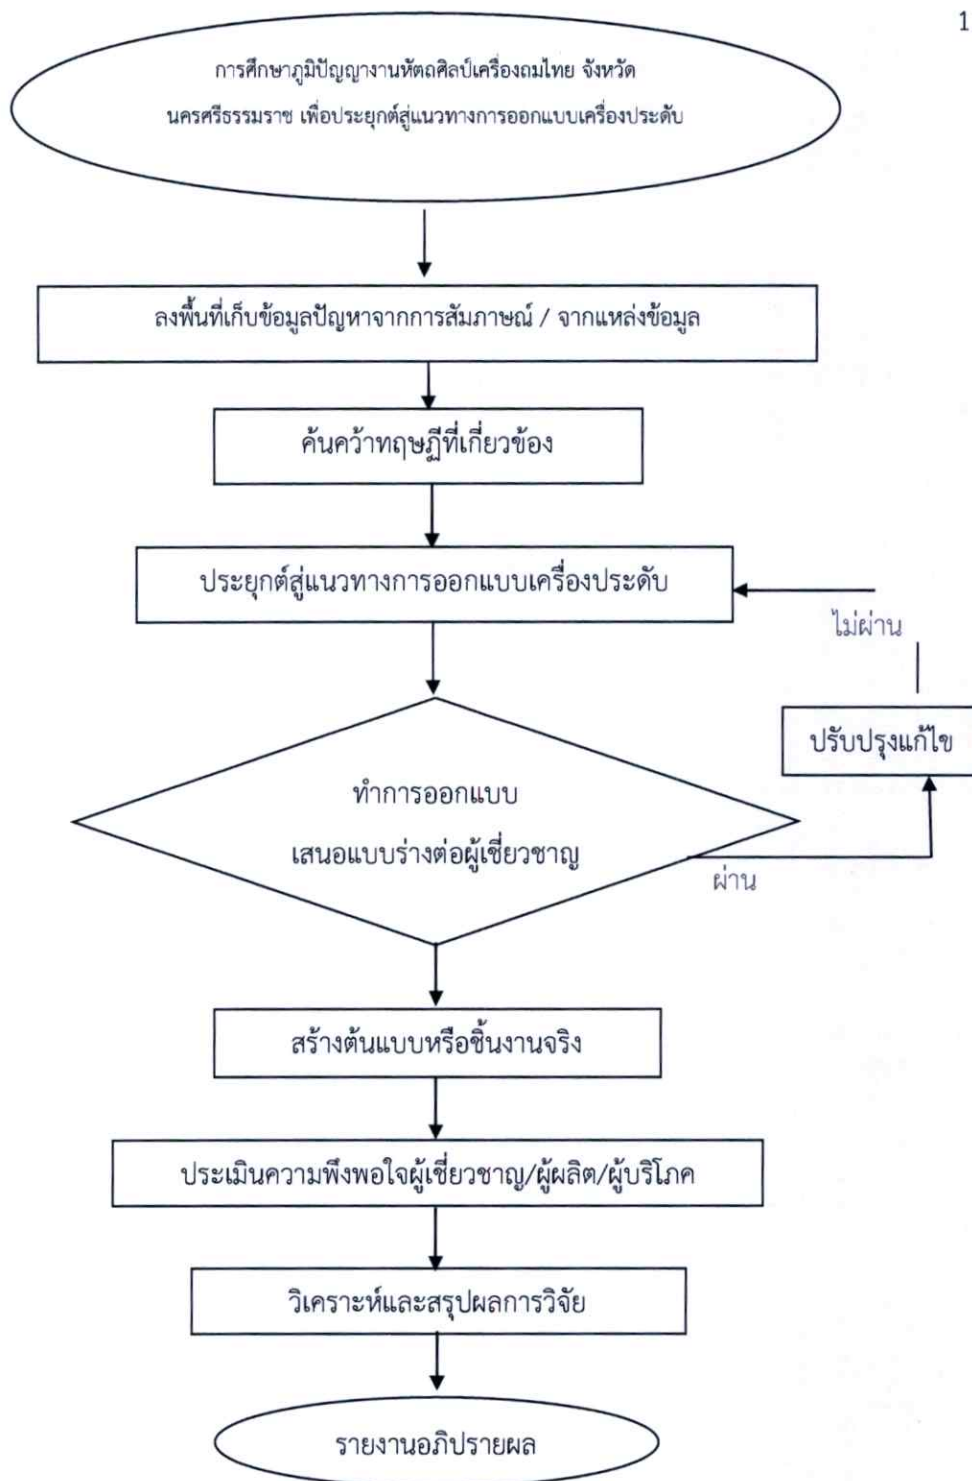 1
การศึกษาภูมิปัญญางานหัตถศิลป์เครื่องถมไทย จังหวัด
นครศรีธรรมราช เพื่อประยุกต์สู่แนวทางการออกแบบเครื่องประดับ
ลงพื้นที่เก็บข้อมูลปัญหาจากการสัมภาษณ์ / จากแหล่งข้อมูล
ค้นคว้าทฤษฏีที่เกี่ยวข้อง
ประยุกต์สู่แนวทางการออกแบบเครื่องประดับ
ไม่ผ่าน
ปรับปรุงแก้ไข
ทำการออกแบบ
เสนอแบบร่างต่อผู้เชี่ยวชาญ
ผ่าน
สร้างต้นแบบหรือชิ้นงานจริง
ประเมินความพึงพอใจผู้เชี่ยวชาญ/ผู้ผลิต/ผู้บริโภค
วิเคราะห์และสรุปผลการวิจัย
รายงานอภิปรายผล